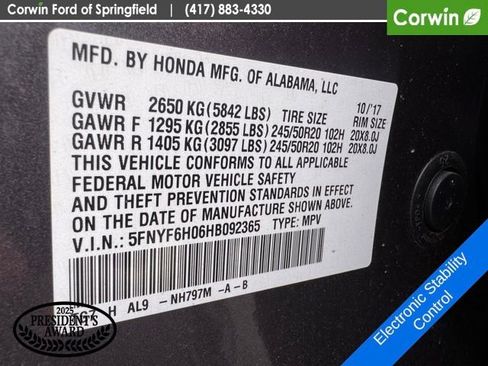 Corwin Ford of Springfield | (417) 883-4330
Corwin
MFD. BY HONDA MFG. OF ALABAMA, LLC
10/'17
GVWR 2650 KG(5842 LBS) TIRE SIZE RIM SIZE
GAWR F 1295 KG(2855 LBS) 245/50R20 102H 20X8.0J
GAWR R 1405 KG(3097 LBS) 245/50R20 102H 20X8.0J
THIS VEHICLE CONFORMS TO ALL APPLICABLE
FEDERAL MOTOR VEHICLE SAFETY
AND THEFT PREVENTION STANDARDS IN EFFECT
ON THE DATE OF MANUFACTURE SHOWN ABOVE.
V.I.N.: 5FNYF6H06HB092365 TYPE: MPV
H AL9 -NH797M -A-B
2025
PRESIDENT'S
AWARD
Electronic Stability
Control